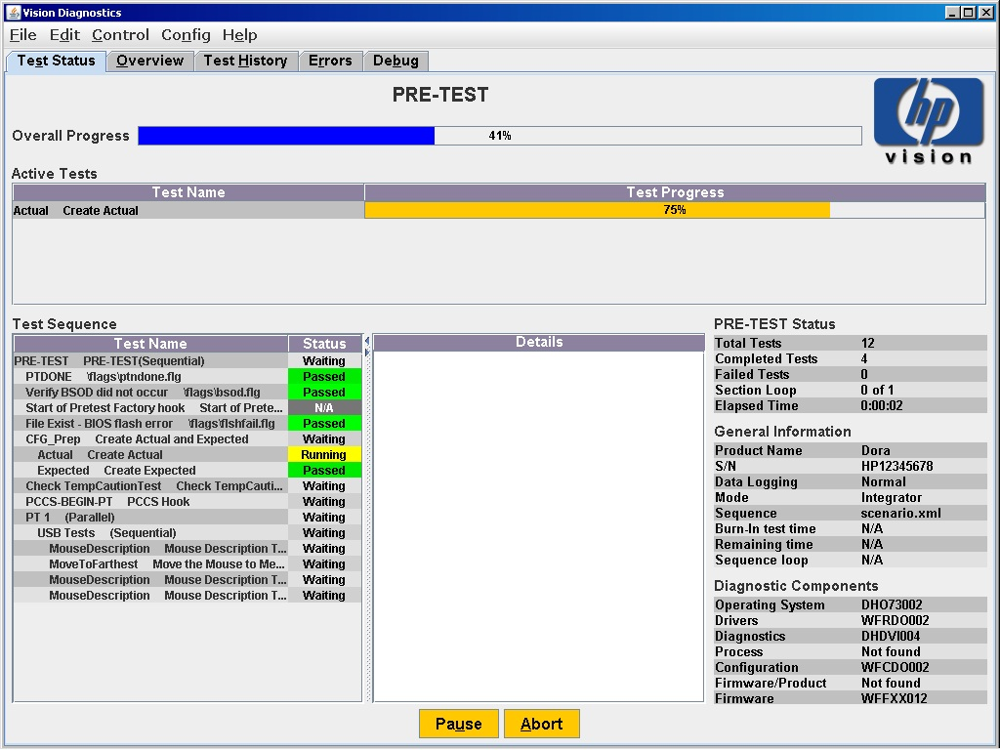 Vision Diagnostics
File Edit Control Config Help
Test Status Overview Test History Errors Debug
PRE-TEST
hp
vision
Overall Progress 41%
Active Tests
Test Name Test Progress
Actual Create Actual 75%
Test Sequence
Test Name Status
PRE-TEST PRE-TEST(Sequential) Waiting
PTDONE \flags\ptndone.flg Passed
Verify BSOD did not occur \flags\bsod.flg Passed
Start of Pretest Factory hook Start of Prete... N/A
File Exist - BIOS flash error \flags\flshfail.flg Passed
CFG_Prep Create Actual and Expected Waiting
Actual Create Actual Running
Expected Create Expected Passed
Check TempCautionTest Check TempCauti... Waiting
PCCS-BEGIN-PT PCCS Hook Waiting
PT 1 (Parallel) Waiting
USB Tests (Sequential) Waiting
MouseDescription Mouse Description T... Waiting
MoveToFarthest Move the Mouse to Me... Waiting
MouseDescription Mouse Description T... Waiting
MouseDescription Mouse Description T... Waiting
Details
PRE-TEST Status
Total Tests 12
Completed Tests 4
Failed Tests 0
Section Loop 0 of 1
Elapsed Time 0:00:02
General Information
Product Name Dora
S/N HP12345678
Data Logging Normal
Mode Integrator
Sequence scenario.xml
Burn-In test time N/A
Remaining time N/A
Sequence loop N/A
Diagnostic Components
Operating System DHO73002
Drivers WFRDO002
Diagnostics DHDVI004
Process Not found
Configuration WFCDO002
Firmware/Product Not found
Firmware WFFXX012
Pause Abort